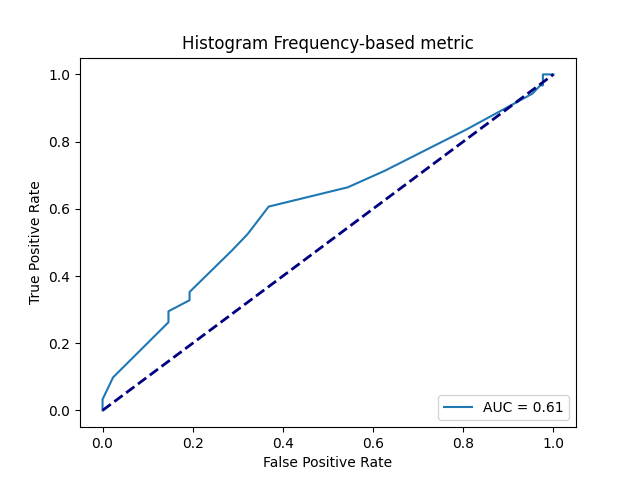 Histogram Frequency-based metric
True Positive Rate
1.0
0.8
0.6
0.4
0.2
0.0
AUC = 0.61
0.0 0.2 0.4 0.6 0.8 1.0
False Positive Rate